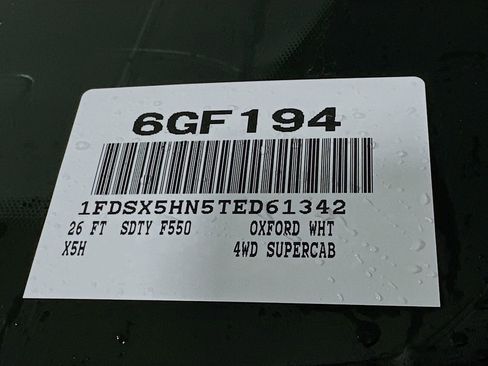 6GF194
1FDSX5HN5TED61342
26 FT SDTY F550 OXFORD WHT
X5H 4WD SUPERCAB